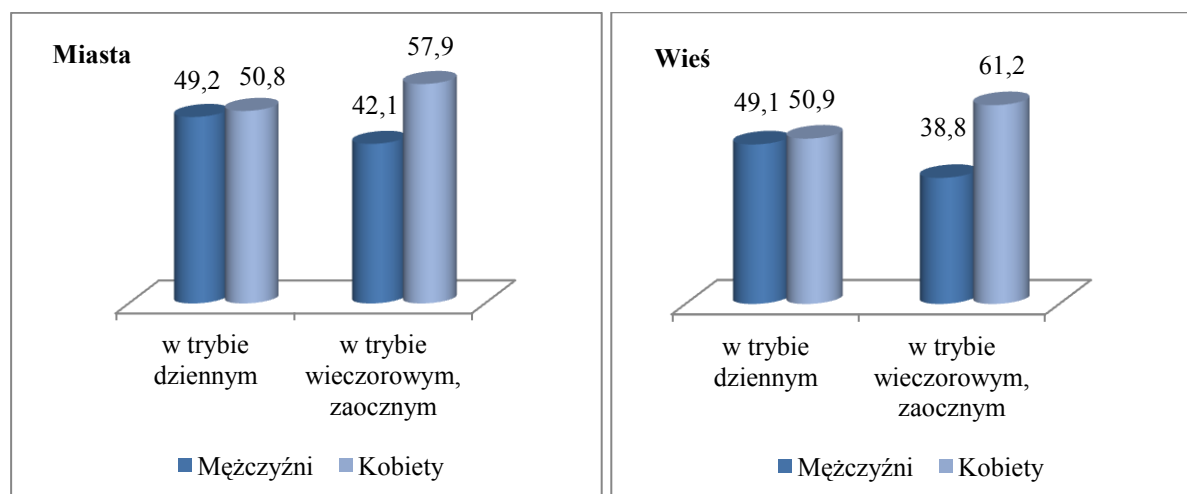 Miasta
49,2
50,8
42,1
57,9
w trybie
dziennym
w trybie
wieczorowym,
zaocznym
Mężczyźni
Kobiety
Wieś
49,1
50,9
38,8
61,2
w trybie
dziennym
w trybie
wieczorowym,
zaocznym
Mężczyźni
Kobiety